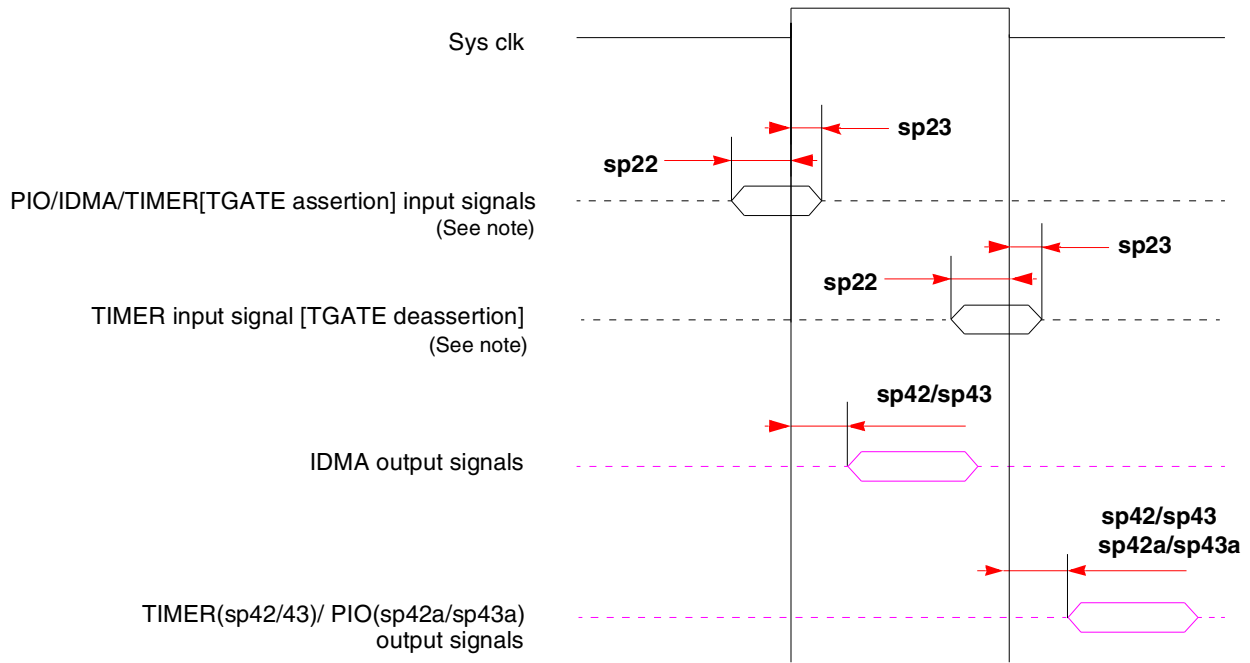 Sys clk
sp23
sp22
PIO/IDMA/TIMER[TGATE assertion] input signals
(See note)
sp23
sp22
TIMER input signal [TGATE deassertion]
(See note)
sp42/sp43
IDMA output signals
sp42/sp43
sp42a/sp43a
TIMER(sp42/43)/ PIO(sp42a/sp43a)
output signals